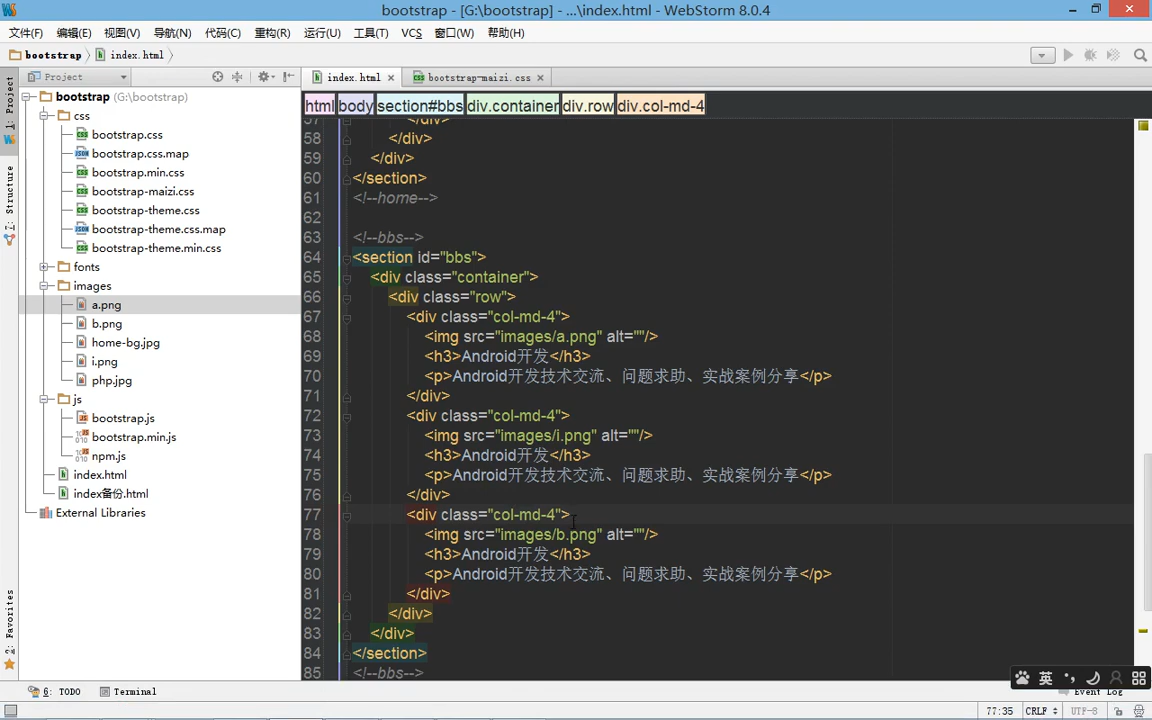 bootstrap - [G:\bootstrap] - ...\index.html - WebStorm 8.0.4
文件(F) 编辑(E) 视图(V) 导航(N) 代码(C) 重构(R) 运行(U) 工具(T) VCS 窗口(W) 帮助(H)
bootstrap index.html
Project
index.html
bootstrap-maizi.css
1: Project
7: Structure
2: Favorites
bootstrap (G:\bootstrap)
css
bootstrap.css
bootstrap.css.map
bootstrap.min.css
bootstrap-maizi.css
bootstrap-theme.css
bootstrap-theme.css.map
bootstrap-theme.min.css
fonts
images
a.png
b.png
home-bg.jpg
i.png
php.jpg
js
bootstrap.js
bootstrap.min.js
npm.js
index.html
index备份.html
External Libraries
html body section#bbs div.container div.row div.col-md-4
57 </div>
58 </div>
59 </div>
60 </section>
61 <!--home-->
62
63 <!--bbs-->
64 <section id="bbs">
65 <div class="container">
66 <div class="row">
67 <div class="col-md-4">
68 <img src="images/a.png" alt=""/>
69 <h3>Android开发</h3>
70 <p>Android开发技术交流、问题求助、实战案例分享</p>
71 </div>
72 <div class="col-md-4">
73 <img src="images/i.png" alt=""/>
74 <h3>Android开发</h3>
75 <p>Android开发技术交流、问题求助、实战案例分享</p>
76 </div>
77 <div class="col-md-4">
78 <img src="images/b.png" alt=""/>
79 <h3>Android开发</h3>
80 <p>Android开发技术交流、问题求助、实战案例分享</p>
81 </div>
82 </div>
83 </div>
84 </section>
85 <!--bbs-->
英
6: TODO Terminal Event Log
77:35 CRLF UTF-8